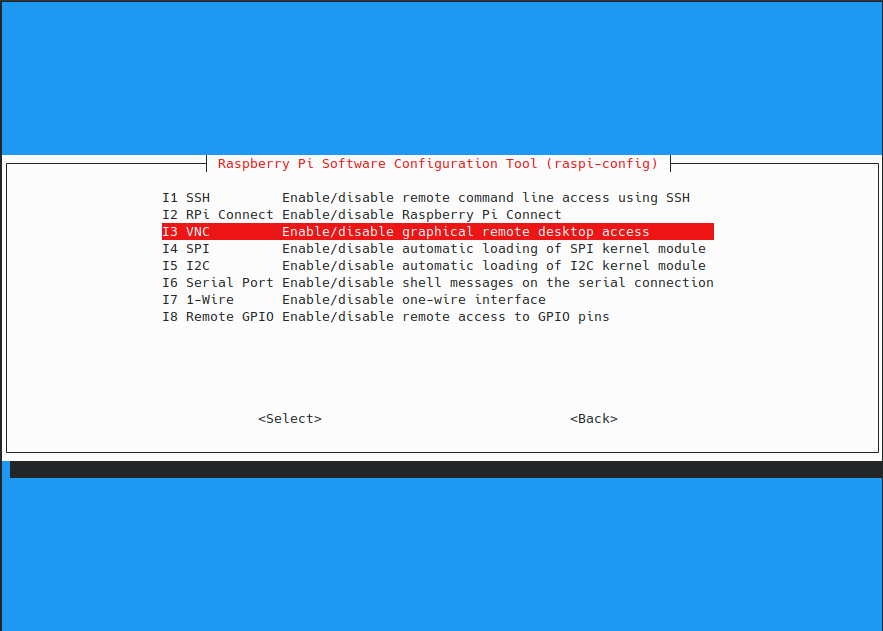 Raspberry Pi Software Configuration Tool (raspi-config)
I1 SSH Enable/disable remote command line access using SSH
I2 RPi Connect Enable/disable Raspberry Pi Connect
I3 VNC Enable/disable graphical remote desktop access
I4 SPI Enable/disable automatic loading of SPI kernel module
I5 I2C Enable/disable automatic loading of I2C kernel module
I6 Serial Port Enable/disable shell messages on the serial connection
I7 1-Wire Enable/disable one-wire interface
I8 Remote GPIO Enable/disable remote access to GPIO pins
<Select> <Back>